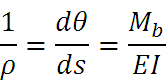 1/ρ = dθ/ds = M_b/EI